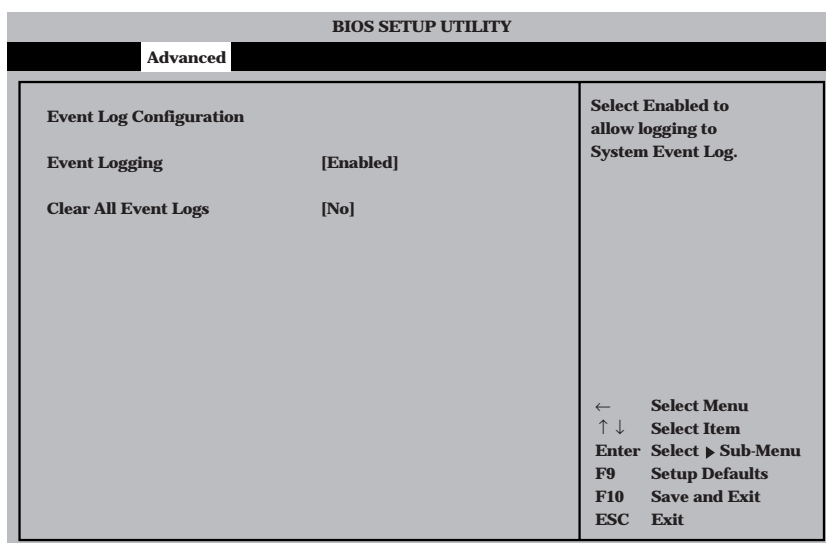 BIOS SETUP UTILITY
Advanced
Event Log Configuration
Event Logging [Enabled]
Clear All Event Logs [No]
Select Enabled to
allow logging to
System Event Log.
← Select Menu
↑ ↓ Select Item
Enter Select ▶ Sub-Menu
F9 Setup Defaults
F10 Save and Exit
ESC Exit